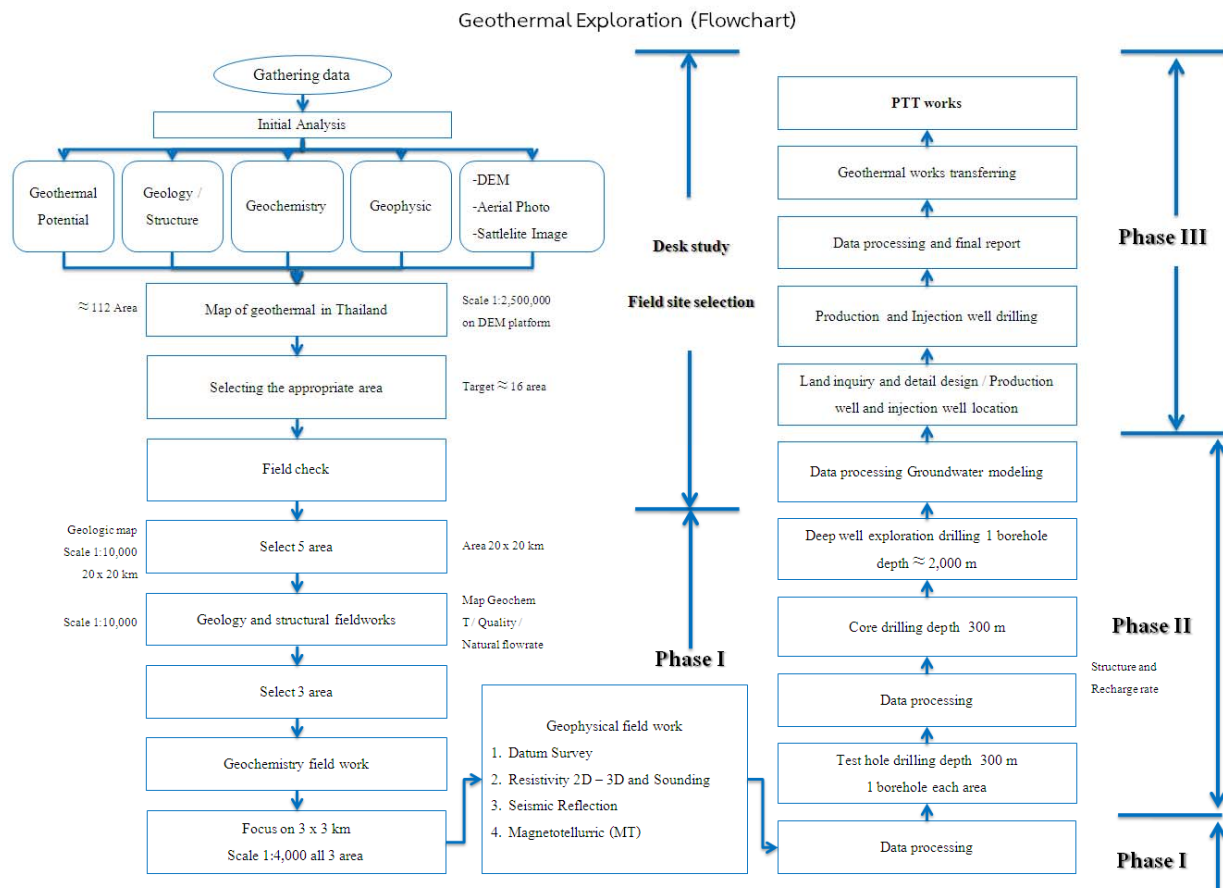 Geothermal Exploration (Flowchart)
Gathering data
Initial Analysis
Geothermal
Potential
Geology /
Structure
Geochemistry
Geophysic
-DEM
-Aerial Photo
-Sattlelite Image
≈ 112 Area
Map of geothermal in Thailand
Scale 1:2,500,000
on DEM platform
Selecting the appropriate area
Target ≈ 16 area
Field check
Geologic map
Scale 1:10,000
20 x 20 km
Select 5 area
Area 20 x 20 km
Scale 1:10,000
Geology and structural fieldworks
Map Geochem
T / Quality /
Natural flowrate
Select 3 area
Geochemistry field work
Focus on 3 x 3 km
Scale 1:4,000 all 3 area
Desk study
Field site selection
Phase I
Geophysical field work
1. Datum Survey
2. Resistivity 2D – 3D and Sounding
3. Seismic Reflection
4. Magnetotellurric (MT)
PTT works
Geothermal works transferring
Data processing and final report
Production and Injection well drilling
Land inquiry and detail design / Production
well and injection well location
Data processing Groundwater modeling
Deep well exploration drilling 1 borehole
depth ≈ 2,000 m
Core drilling depth 300 m
Data processing
Test hole drilling depth 300 m
1 borehole each area
Data processing
Phase III
Phase II
Structure and
Recharge rate
Phase I